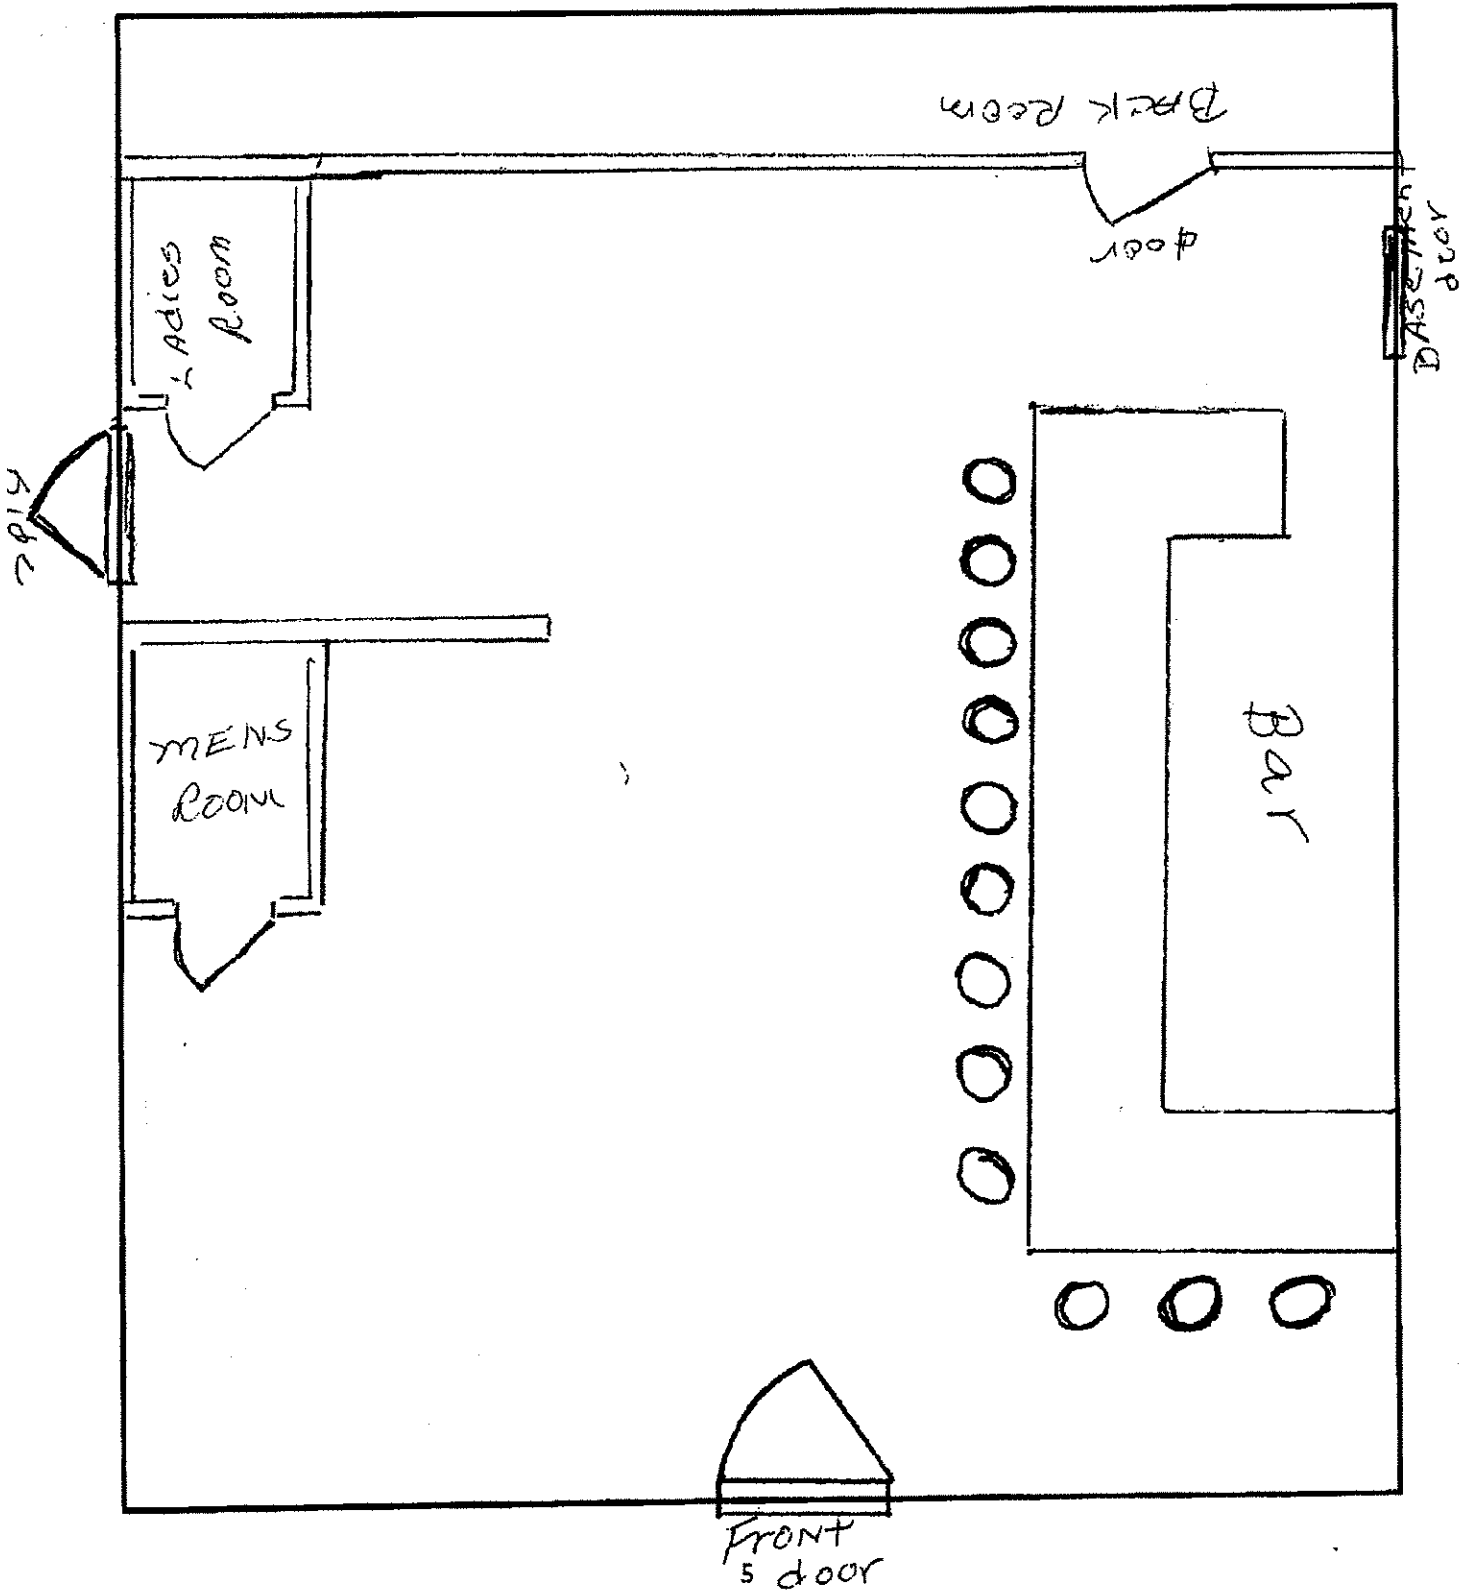 Back Room
door
Basement
door
Ladies
Room
Side
MENS
ROOM
Bar
Front
5 door